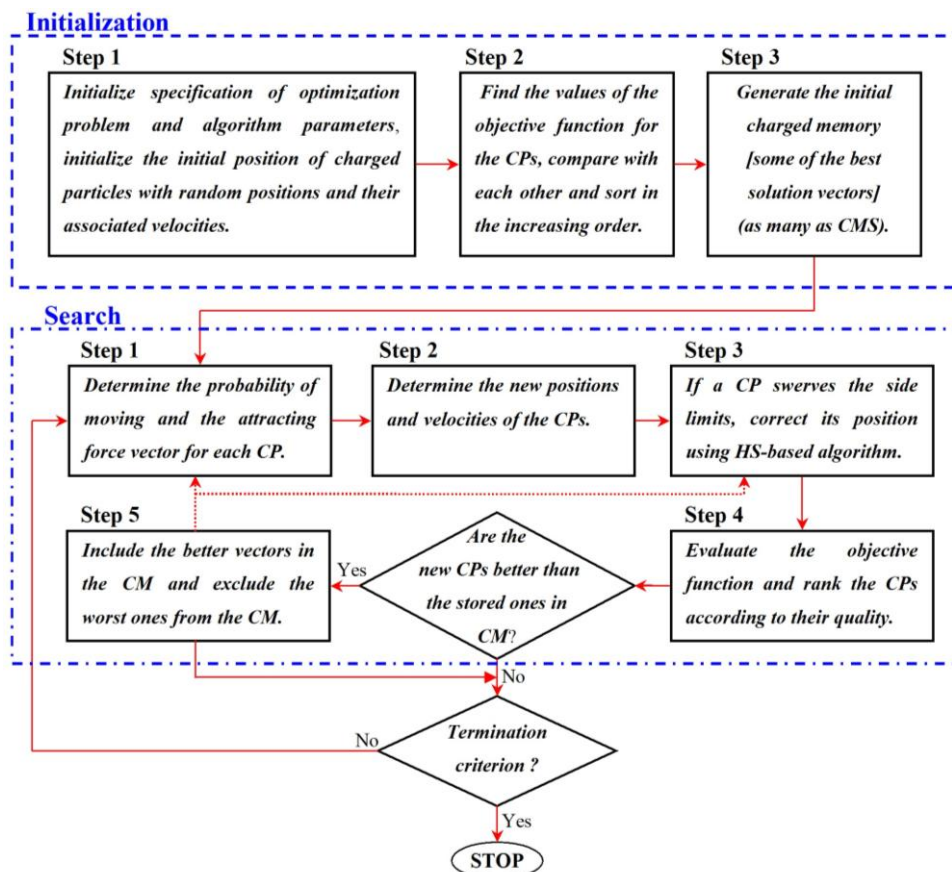 Initialization
Step 1
Initialize specification of optimization
problem and algorithm parameters,
initialize the initial position of charged
particles with random positions and their
associated velocities.
Step 2
Find the values of the
objective function for
the CPs, compare with
each other and sort in
the increasing order.
Step 3
Generate the initial
charged memory
[some of the best
solution vectors]
(as many as CMS).
Search
Step 1
Determine the probability of
moving and the attracting
force vector for each CP.
Step 2
Determine the new positions
and velocities of the CPs.
Step 3
If a CP swerves the side
limits, correct its position
using HS-based algorithm.
Step 4
Evaluate the objective
function and rank the CPs
according to their quality.
Are the
new CPs better than
the stored ones in
CM?
Yes
Step 5
Include the better vectors in
the CM and exclude the
worst ones from the CM.
No
Termination
criterion ?
No
Yes
STOP